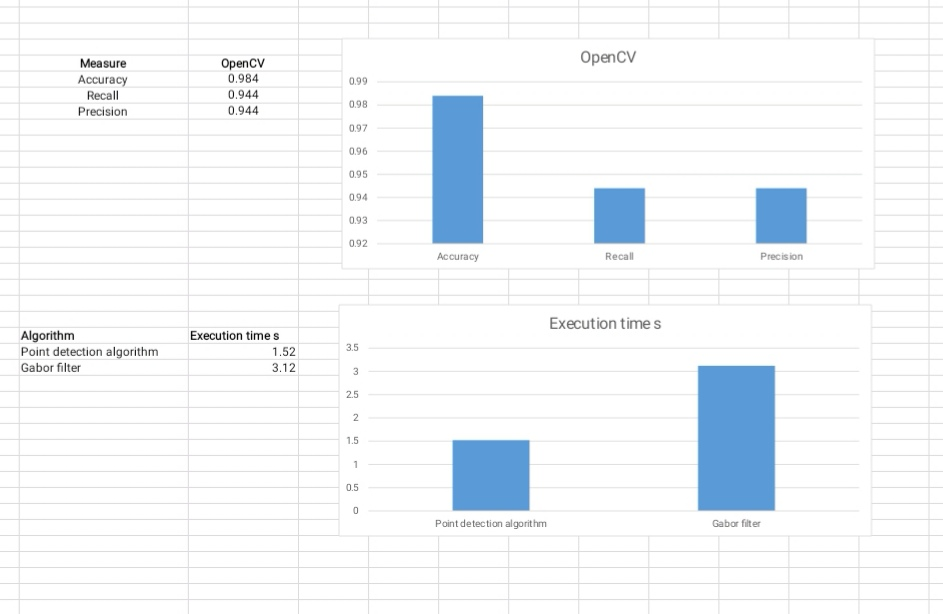 Measure OpenCV
Accuracy 0.984
Recall 0.944
Precision 0.944
OpenCV
0.99
0.98
0.97
0.96
0.95
0.94
0.93
0.92
Accuracy Recall Precision
Algorithm Execution time s
Point detection algorithm 1.52
Gabor filter 3.12
Execution time s
3.5
3
2.5
2
1.5
1
0.5
0
Point detection algorithm Gabor filter